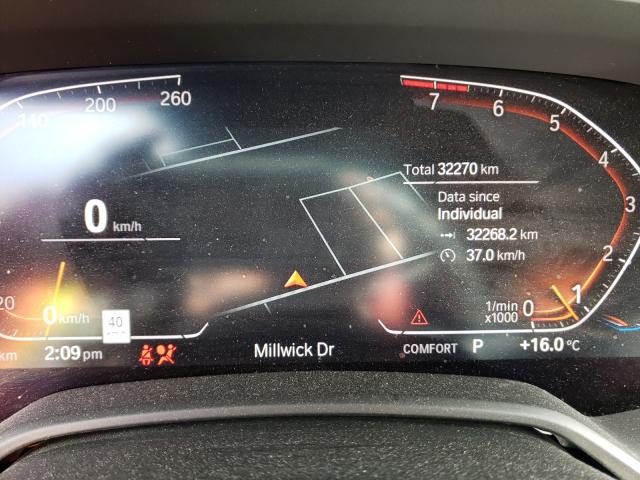 140
200
260
7
6
5
4
3
2
1
0
Total 32270 km
Data since
Individual
32268.2 km
37.0 km/h
0 km/h
20
0 km/h
40
1/min
x1000
km
2:09 pm
Millwick Dr
COMFORT
P
+16.0 °C